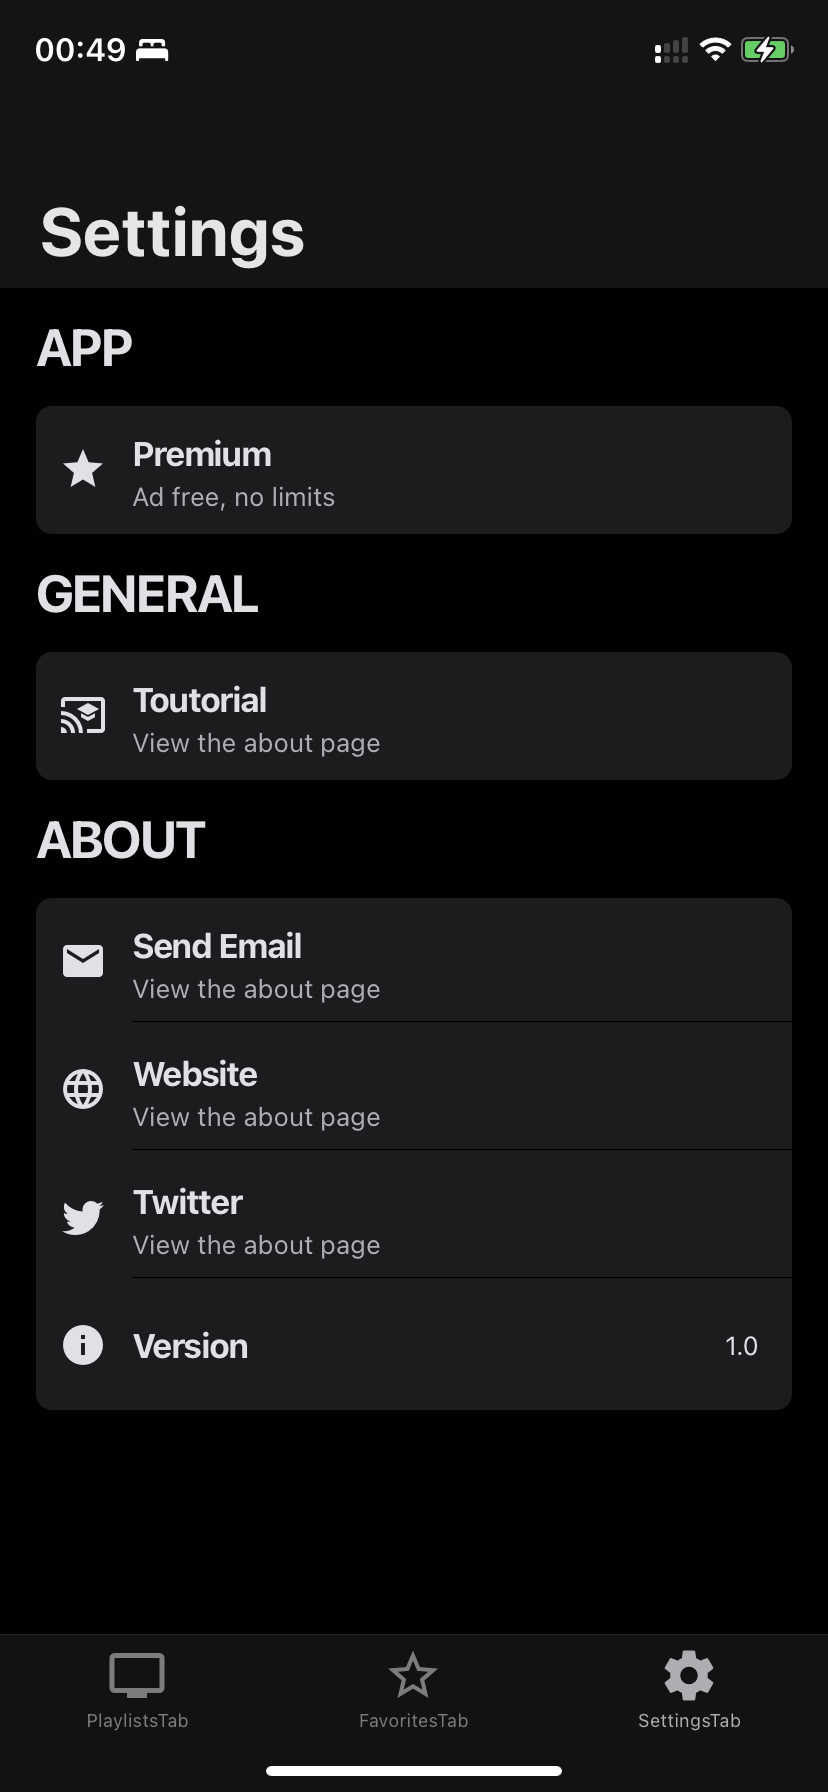 00:49
Settings
APP
Premium
Ad free, no limits
GENERAL
Toutorial
View the about page
ABOUT
Send Email
View the about page
Website
View the about page
Twitter
View the about page
Version 1.0
PlaylistsTab FavoritesTab SettingsTab